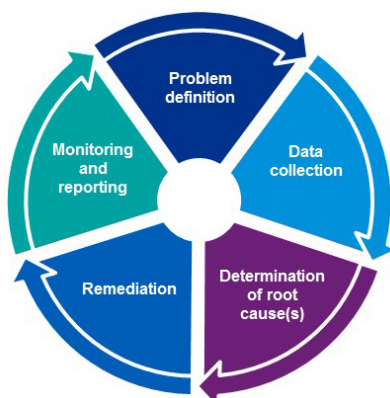 Problem
definition
Data
collection
Determination
of root
cause(s)
Remediation
Monitoring
and
reporting